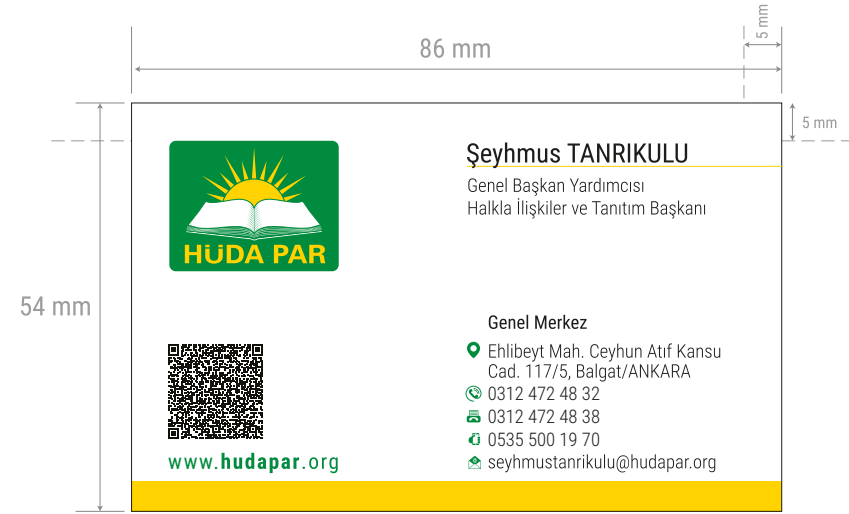 86 mm
5 mm
5 mm
54 mm
HÜDA PAR
www.hudapar.org
Şeyhmus TANRIKULU
Genel Başkan Yardımcısı
Halkla İlişkiler ve Tanıtım Başkanı
Genel Merkez
Ehlibeyt Mah. Ceyhun Atıf Kansu
Cad. 117/5, Balgat/ANKARA
0312 472 48 32
0312 472 48 38
0535 500 19 70
seyhmustanrikulu@hudapar.org